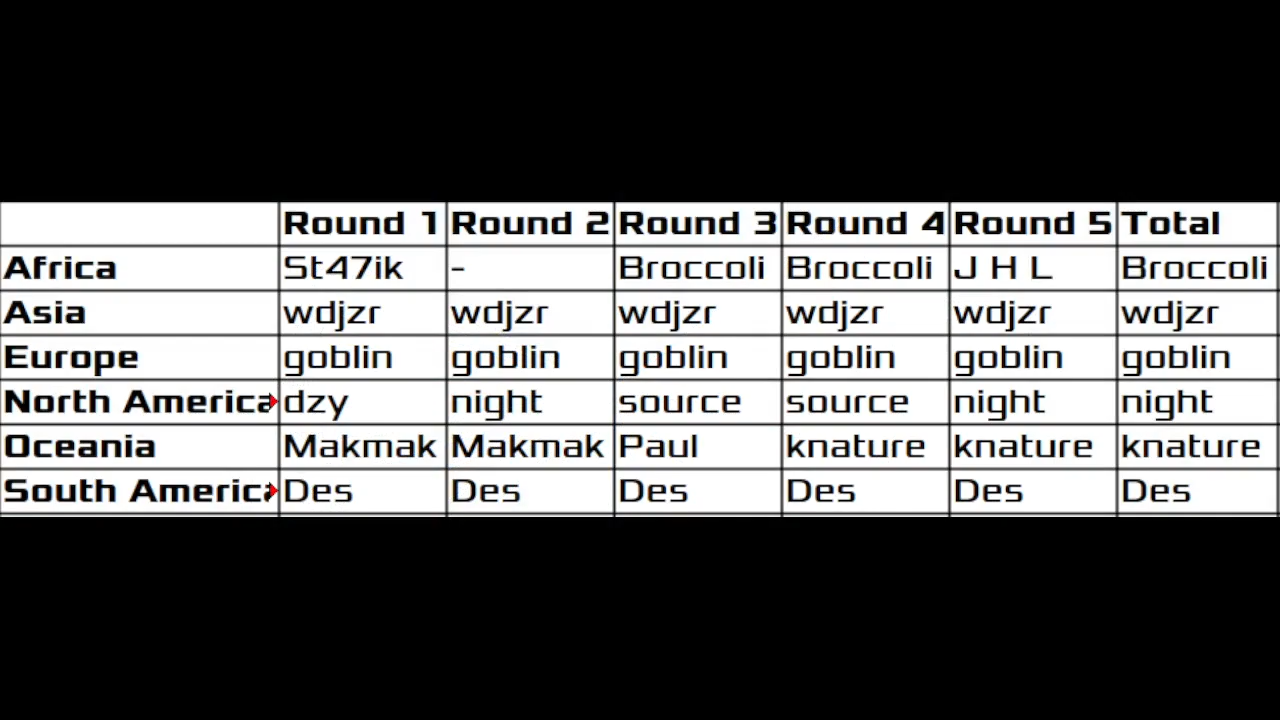 Round 1 Round 2 Round 3 Round 4 Round 5 Total
Africa St47ik - Broccoli Broccoli J H L Broccoli
Asia wdjzr wdjzr wdjzr wdjzr wdjzr wdjzr
Europe goblin goblin goblin goblin goblin goblin
North America dzy night source source night night
Oceania Makmak Makmak Paul knature knature knature
South America Des Des Des Des Des Des